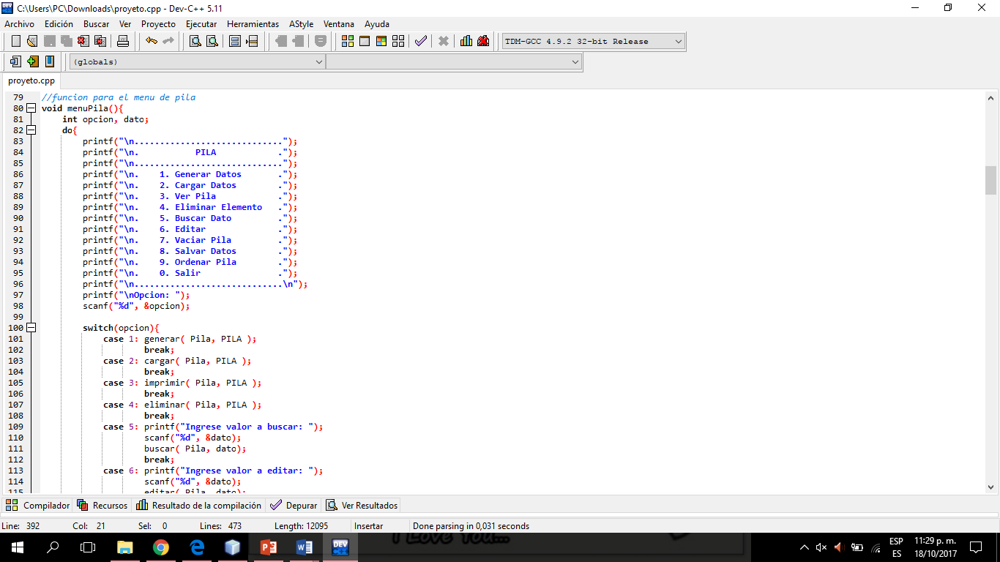 C:\Users\PC\Downloads\proyeto.cpp - Dev-C++ 5.11
Archivo Edición Buscar Ver Proyecto Ejecutar Herramientas AStyle Ventana Ayuda
TDM-GCC 4.9.2 32-bit Release
(globals)
proyeto.cpp
79 //funcion para el menu de pila
80 void menuPila(){
81     int opcion, dato;
82     do{
83         printf("\n.............................");
84         printf("\n.           PILA            .");
85         printf("\n.............................");
86         printf("\n.    1. Generar Datos       .");
87         printf("\n.    2. Cargar Datos        .");
88         printf("\n.    3. Ver Pila            .");
89         printf("\n.    4. Eliminar Elemento   .");
90         printf("\n.    5. Buscar Dato         .");
91         printf("\n.    6. Editar              .");
92         printf("\n.    7. Vaciar Pila         .");
93         printf("\n.    8. Salvar Datos        .");
94         printf("\n.    9. Ordenar Pila        .");
95         printf("\n.    0. Salir               .");
96         printf("\n.............................\n");
97         printf("\nOpcion: ");
98         scanf("%d", &opcion);
99
100         switch(opcion){
101             case 1: generar( Pila, PILA );
102                     break;
103             case 2: cargar( Pila, PILA );
104                     break;
105             case 3: imprimir( Pila, PILA );
106                     break;
107             case 4: eliminar( Pila, PILA );
108                     break;
109             case 5: printf("Ingrese valor a buscar: ");
110                     scanf("%d", &dato);
111                     buscar( Pila, dato);
112                     break;
113             case 6: printf("Ingrese valor a editar: ");
114                     scanf("%d", &dato);
115                     editar( Pila, dato);
Compilador Recursos Resultado de la compilación Depurar Ver Resultados
Line: 392 Col: 21 Sel: 0 Lines: 473 Length: 12095 Insertar Done parsing in 0,031 seconds
I Love You...
DEV C++
ESP 11:29 p. m.
ES 18/10/2017